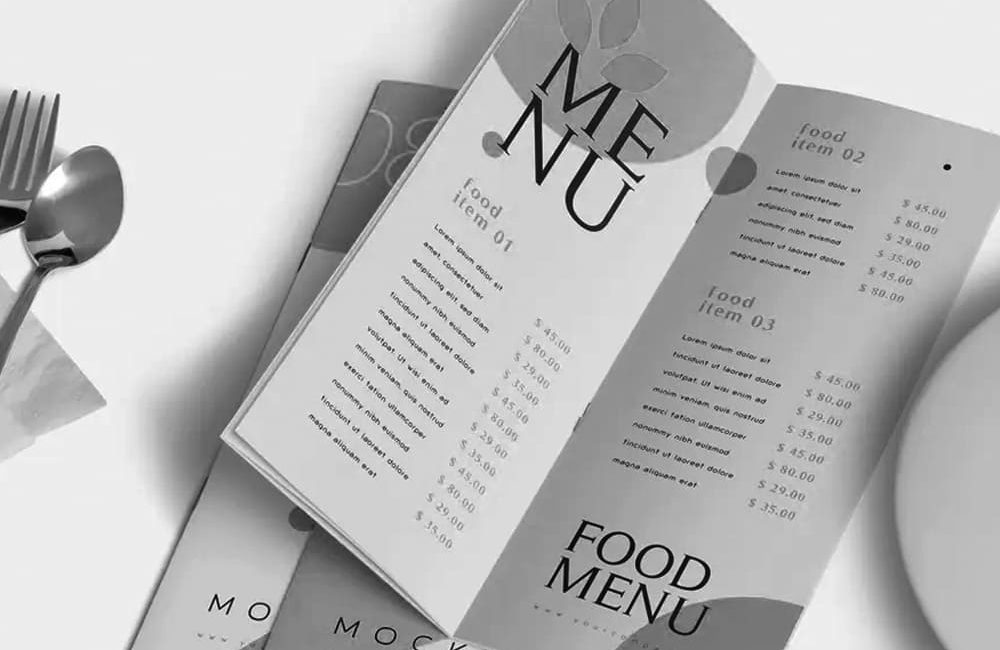 ME
NU
food
item 01
Lorem ipsum dolor sit
amet, consectetuer
adipiscing elit, sed diam
nonummy nibh euismod
tincidunt ut laoreet dolore
magna aliquam erat
volutpat. Ut wisi enim ad
minim veniam, quis nostrud
exerci tation ullamcorper
nonummy nibh euismod
tincidunt ut laoreet dolore
magna aliquam erat
$ 45.00
$ 80.00
$ 29.00
$ 35.00
$ 45.00
$ 80.00
$ 29.00
$ 35.00
$ 45.00
$ 80.00
$ 29.00
$ 35.00
food
item 02
Lorem ipsum dolor sit
amet, consectetuer
adipiscing elit, sed diam
nonummy nibh euismod
tincidunt ut laoreet dolore
magna aliquam erat
$ 45.00
$ 80.00
$ 29.00
$ 35.00
$ 45.00
$ 80.00
food
item 03
Lorem ipsum dolor sit
tincidunt ut laoreet dolore
volutpat. Ut wisi enim ad
minim veniam, quis nostrud
exerci tation ullamcorper
nonummy nibh euismod
tincidunt ut laoreet dolore
magna aliquam erat
$ 45.00
$ 80.00
$ 29.00
$ 35.00
$ 45.00
$ 80.00
$ 29.00
$ 35.00
FOOD
MENU
MO
MOCK